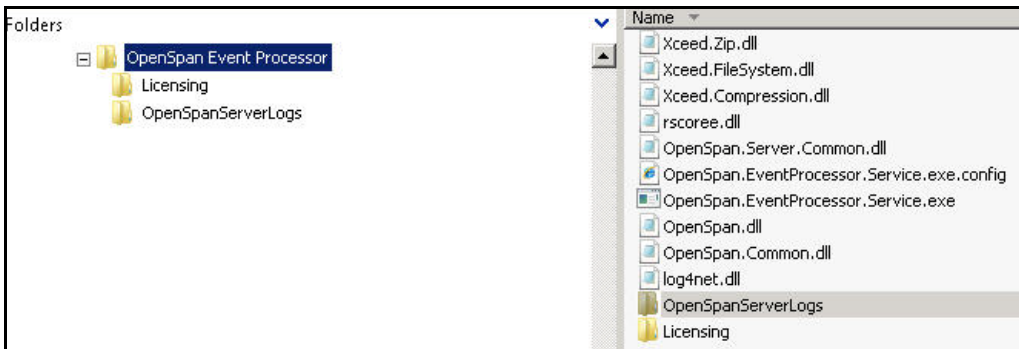 Folders
OpenSpan Event Processor
Licensing
OpenSpanServerLogs
Name
Xceed.Zip.dll
Xceed.FileSystem.dll
Xceed.Compression.dll
rscoree.dll
OpenSpan.Server.Common.dll
OpenSpan.EventProcessor.Service.exe.config
OpenSpan.EventProcessor.Service.exe
OpenSpan.dll
OpenSpan.Common.dll
log4net.dll
OpenSpanServerLogs
Licensing